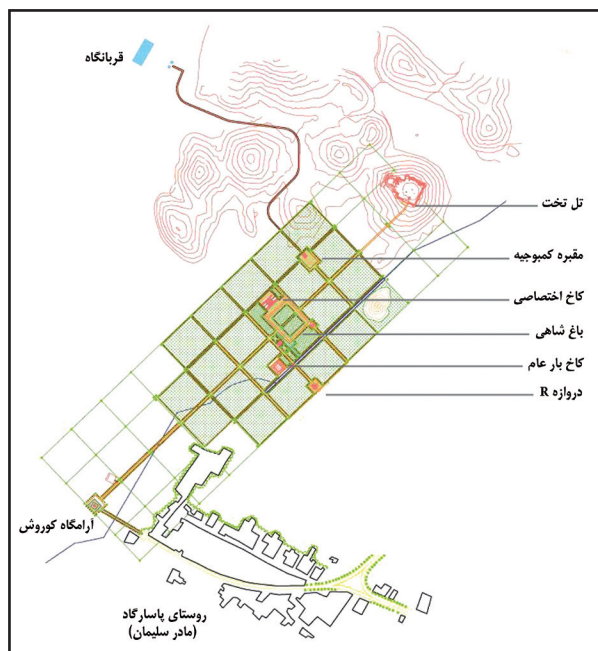 قربانگاه
تل تخت
مقبره کمبوجیه
کاخ اختصاصی
باغ شاهی
کاخ بار عام
دروازه R
آرامگاه کوروش
روستای پاسارگاد
(مادر سلیمان)